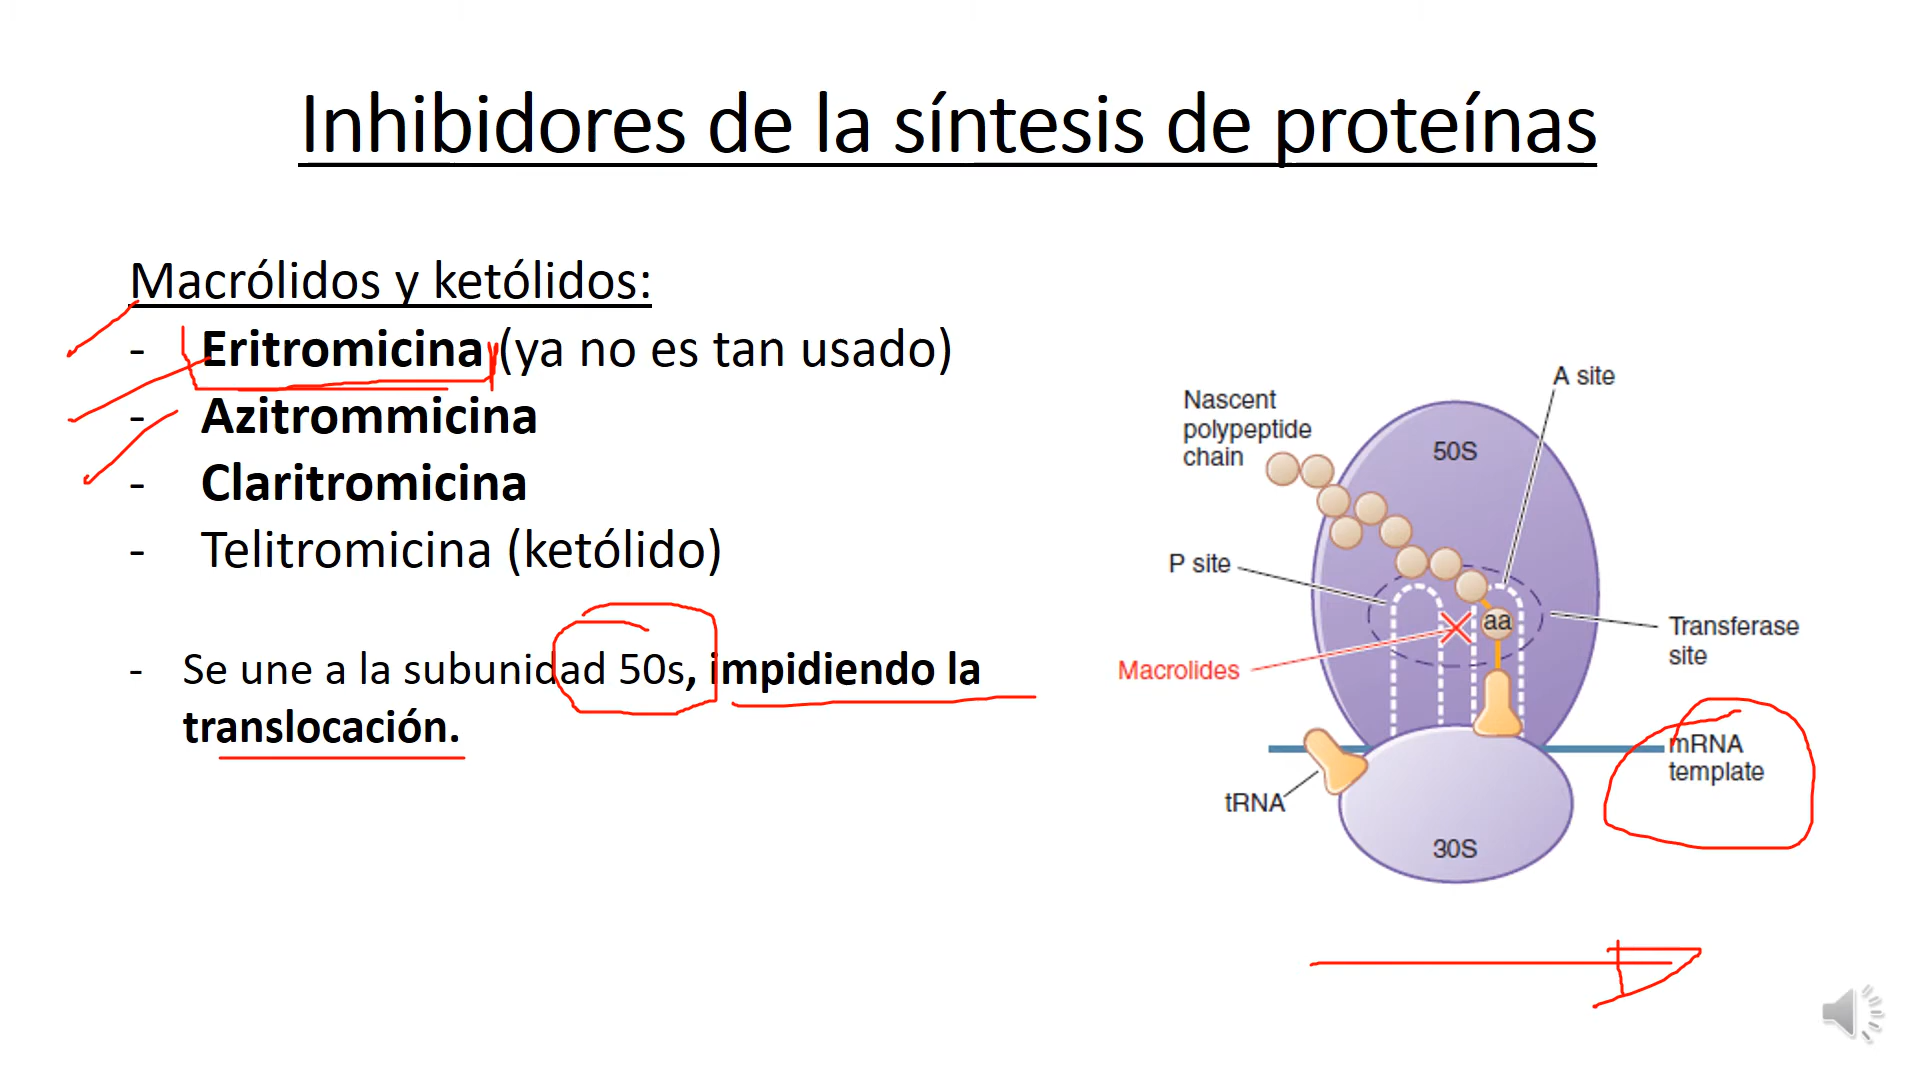 Inhibidores de la síntesis de proteínas
Macrólidos y ketólidos:
- Eritromicina (ya no es tan usado)
- Azitrommicina
- Claritromicina
- Telitromicina (ketólido)
- Se une a la subunidad 50s, impidiendo la
translocación.
A site
Nascent
polypeptide
chain
50S
P site
aa
Transferase
site
Macrolides
mRNA
template
tRNA
30S